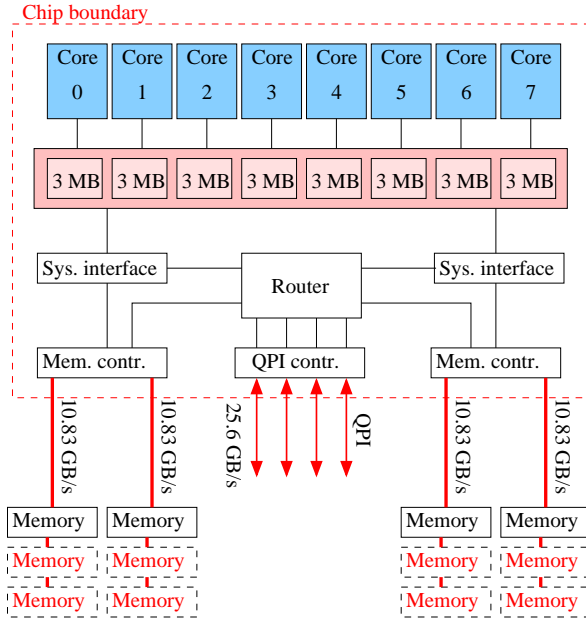 Chip boundary
Core Core Core Core Core Core Core Core
0 1 2 3 4 5 6 7
3 MB 3 MB 3 MB 3 MB 3 MB 3 MB 3 MB 3 MB
Sys. interface Sys. interface
Router
Mem. contr. QPI contr. Mem. contr.
10.83 GB/s 10.83 GB/s 25.6 GB/s QPI 10.83 GB/s 10.83 GB/s
Memory Memory Memory Memory
Memory Memory Memory Memory
Memory Memory Memory Memory